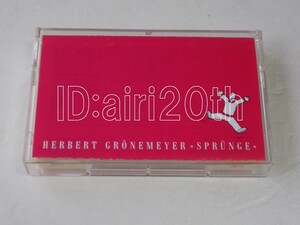 ID:airi20th
HERBERT GRÖNEMEYER •SPRÜNGE•